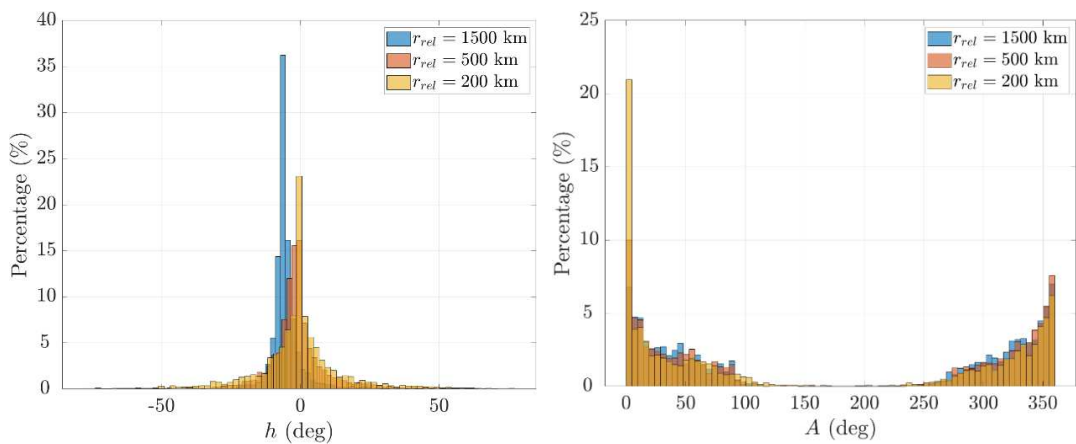 40
35
30
25
20
15
10
5
0
Percentage (%)
-50
0
50
h (deg)
r_rel = 1500 km
r_rel = 500 km
r_rel = 200 km
25
20
15
10
5
0
Percentage (%)
0
50
100
150
200
250
300
350
A (deg)
r_rel = 1500 km
r_rel = 500 km
r_rel = 200 km